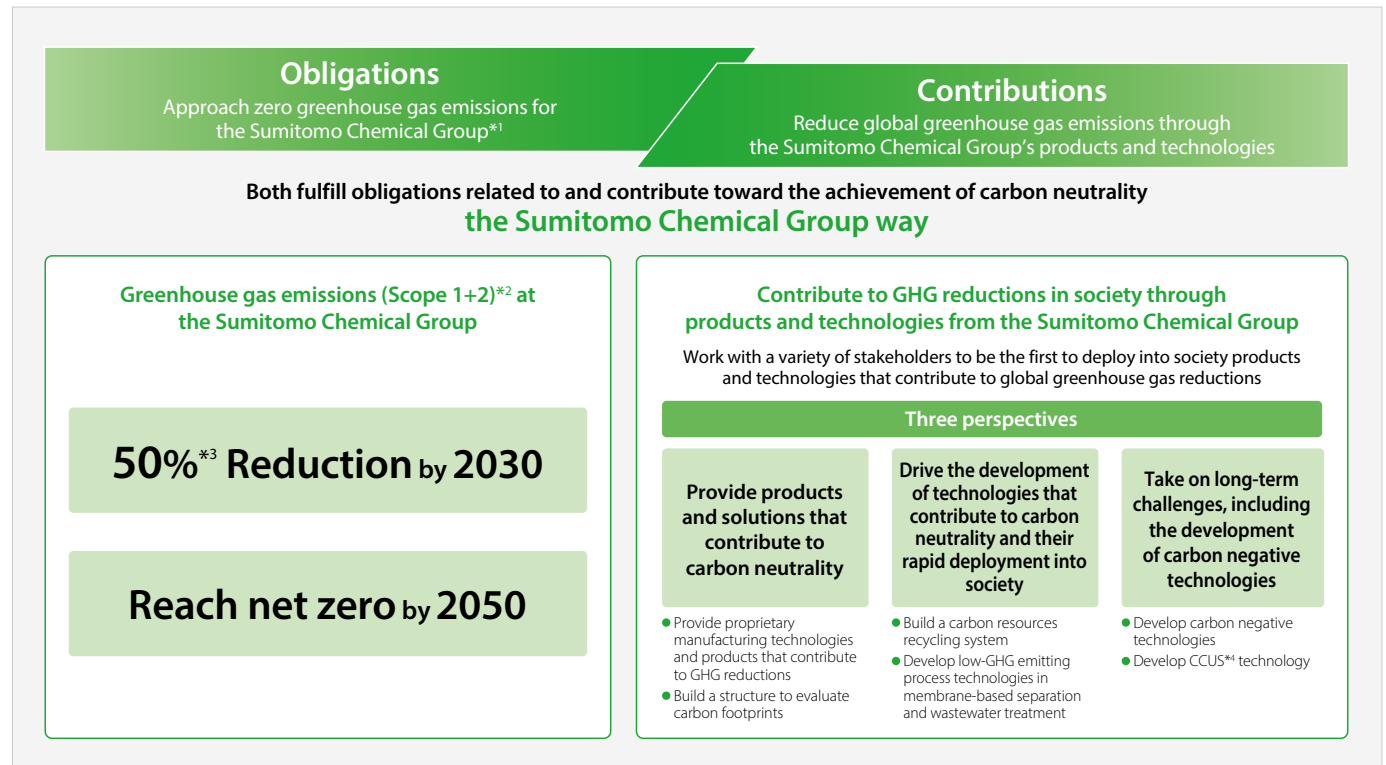 Obligations
Approach zero greenhouse gas emissions for
the Sumitomo Chemical Group*1
Contributions
Reduce global greenhouse gas emissions through
the Sumitomo Chemical Group's products and technologies
Both fulfill obligations related to and contribute toward the achievement of carbon neutrality
the Sumitomo Chemical Group way
Greenhouse gas emissions (Scope 1+2)*2 at
the Sumitomo Chemical Group
50%*3 Reduction by 2030
Reach net zero by 2050
Contribute to GHG reductions in society through
products and technologies from the Sumitomo Chemical Group
Work with a variety of stakeholders to be the first to deploy into society products
and technologies that contribute to global greenhouse gas reductions
Three perspectives
Provide products
and solutions that
contribute to
carbon neutrality
● Provide proprietary
manufacturing technologies
and products that contribute
to GHG reductions
● Build a structure to evaluate
carbon footprints
Drive the development
of technologies that
contribute to carbon
neutrality and their
rapid deployment into
society
● Build a carbon resources
recycling system
● Develop low-GHG emitting
process technologies in
membrane-based separation
and wastewater treatment
Take on long-term
challenges, including
the development
of carbon negative
technologies
● Develop carbon negative
technologies
● Develop CCUS*4 technology